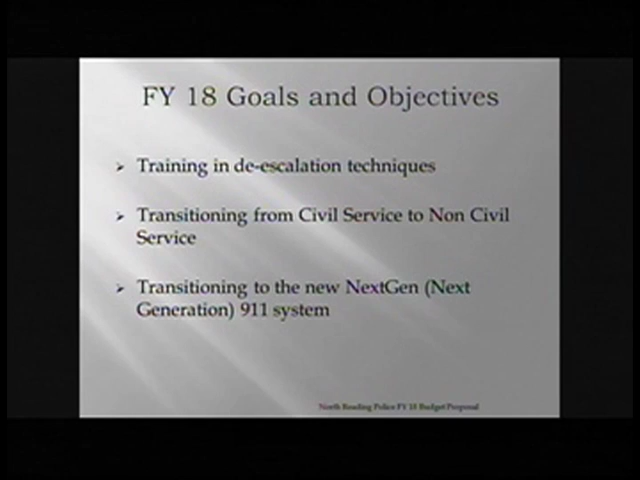 FY 18 Goals and Objectives
Training in de-escalation techniques
Transitioning from Civil Service to Non Civil
Service
Transitioning to the new NextGen (Next
Generation) 911 system
North Reading Police FY 18 Budget Proposal